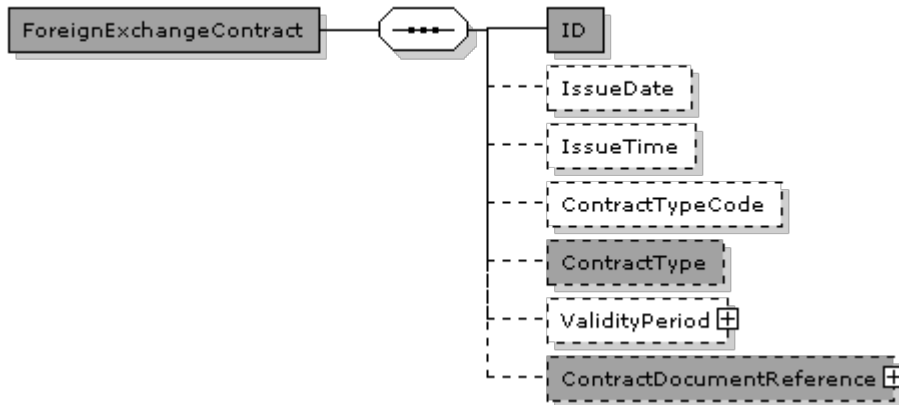 ForeignExchangeContract
ID
IssueDate
IssueTime
ContractTypeCode
ContractType
ValidityPeriod
ContractDocumentReference